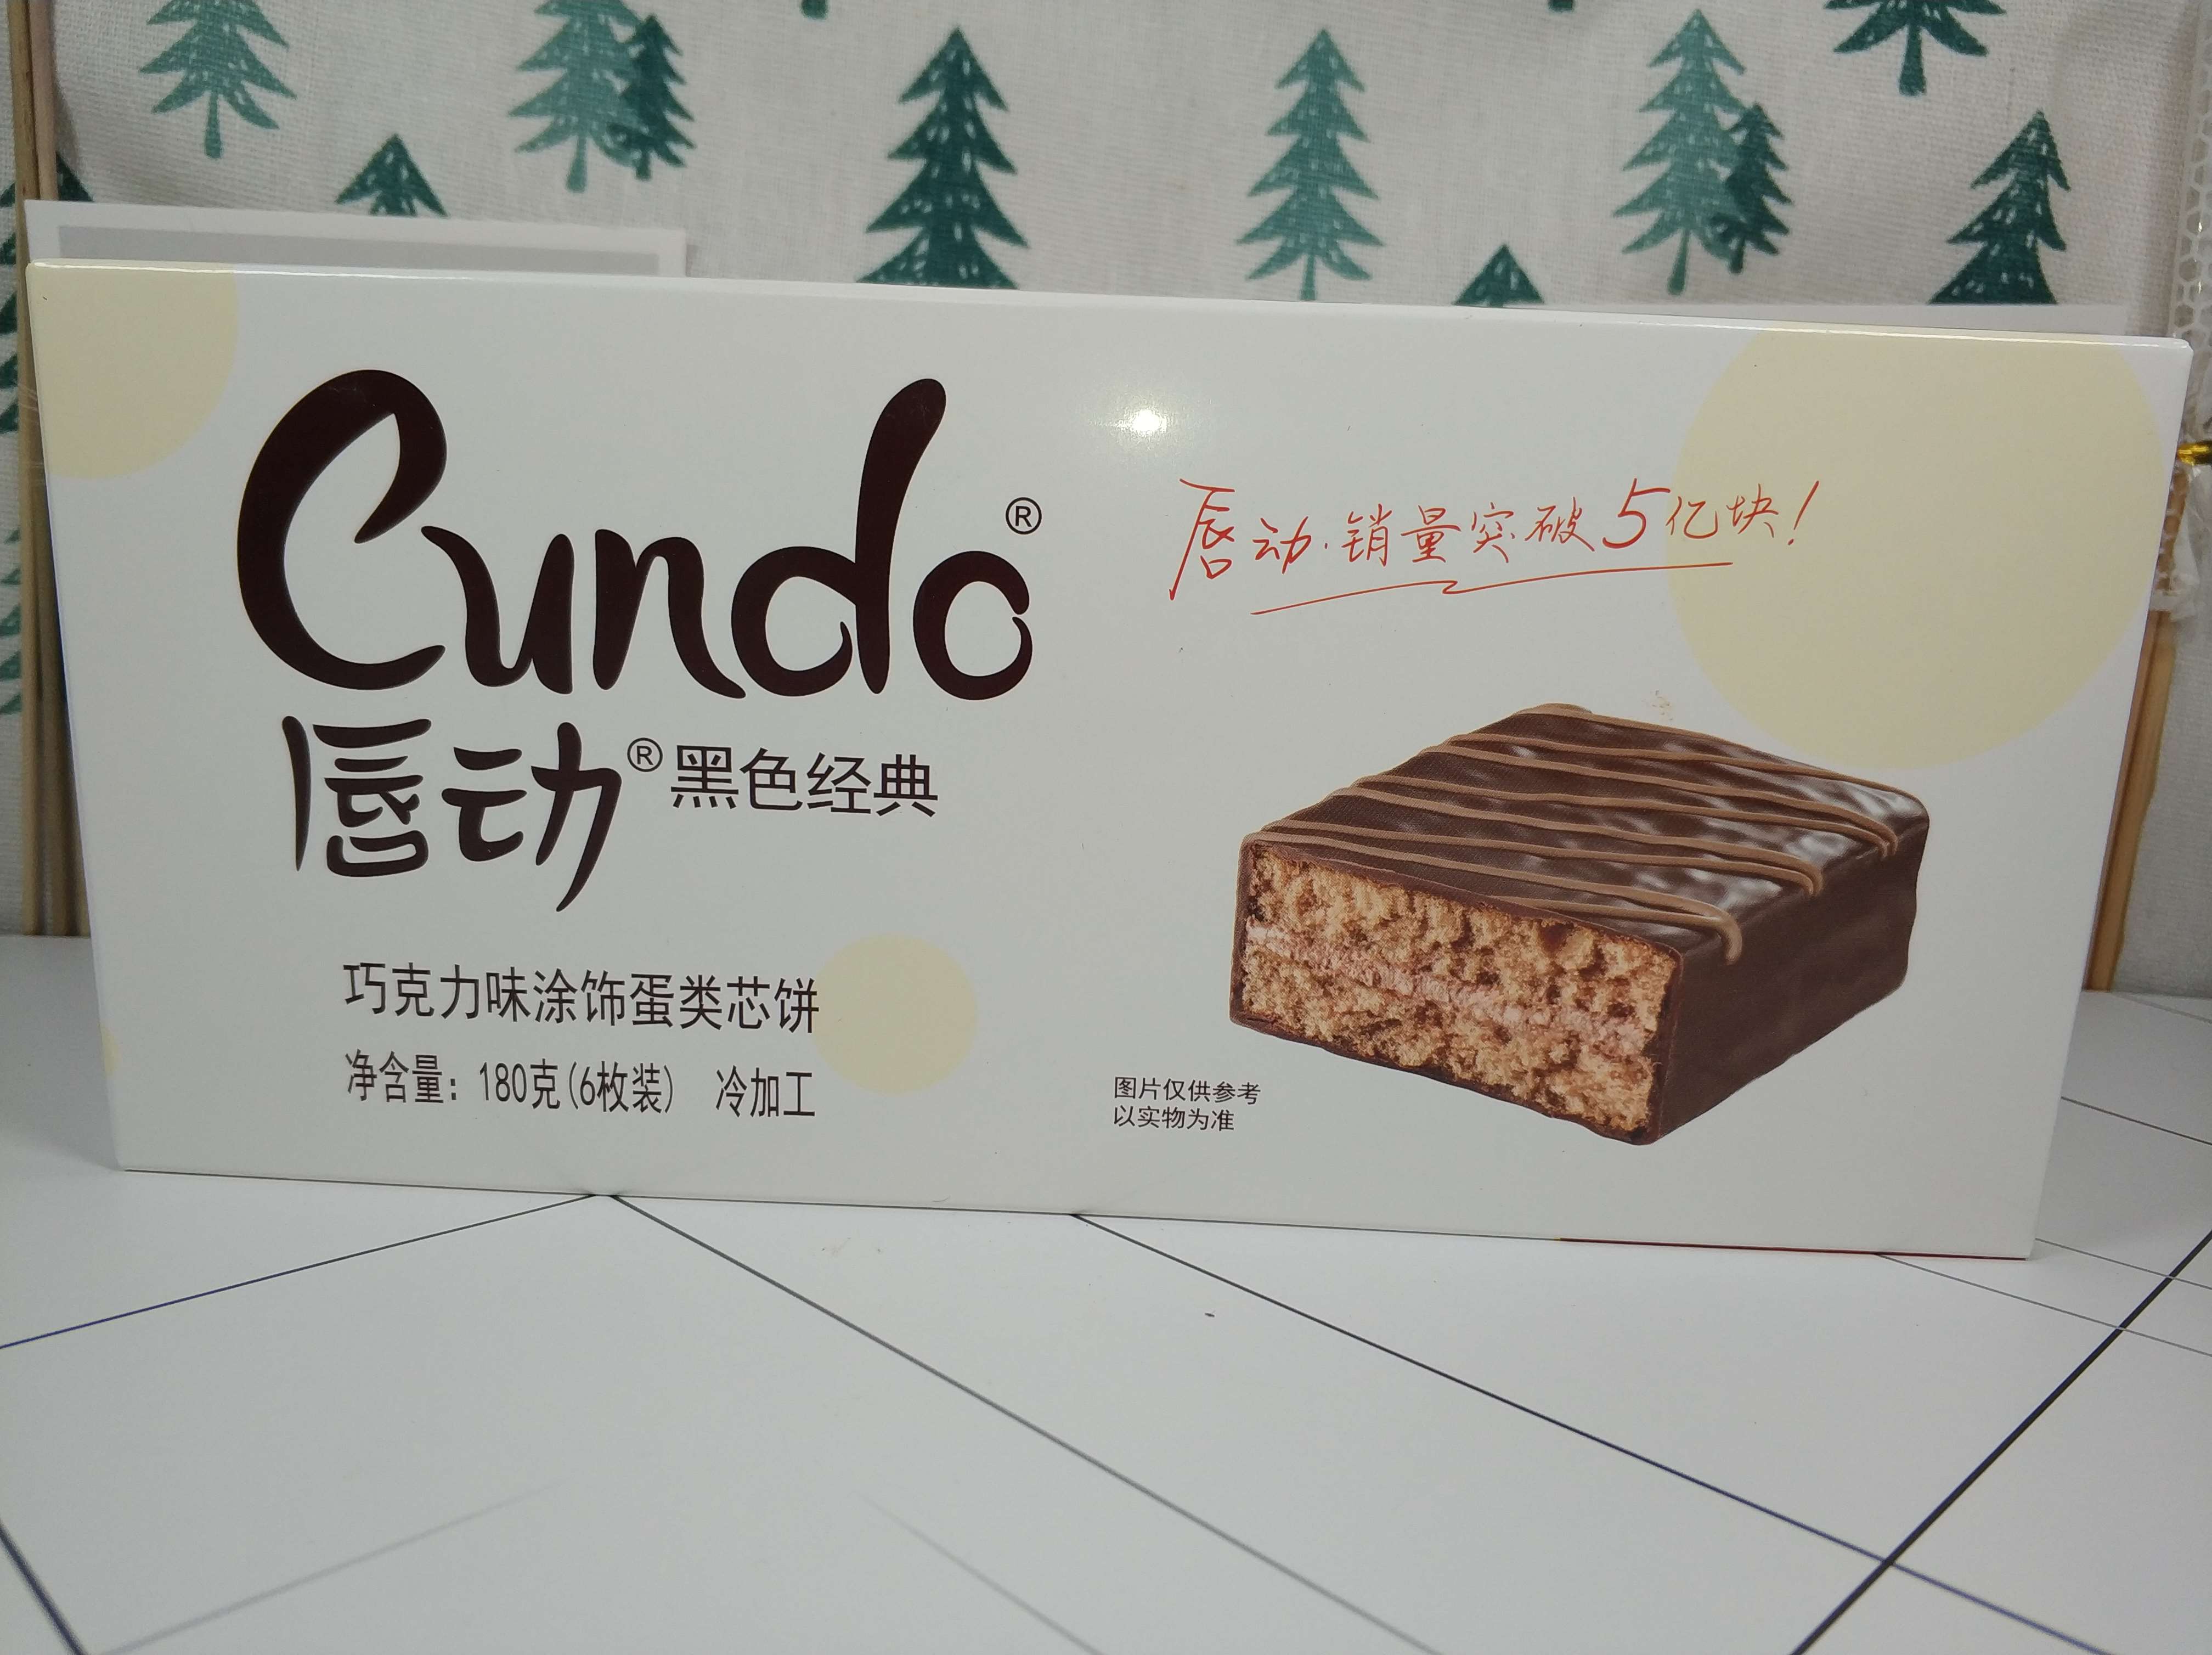 Cundo®
唇动®黑色经典
巧克力味涂饰蛋类芯饼
净含量：180克(6枚装) 冷加工
唇动·销量突破5亿块！
图片仅供参考
以实物为准